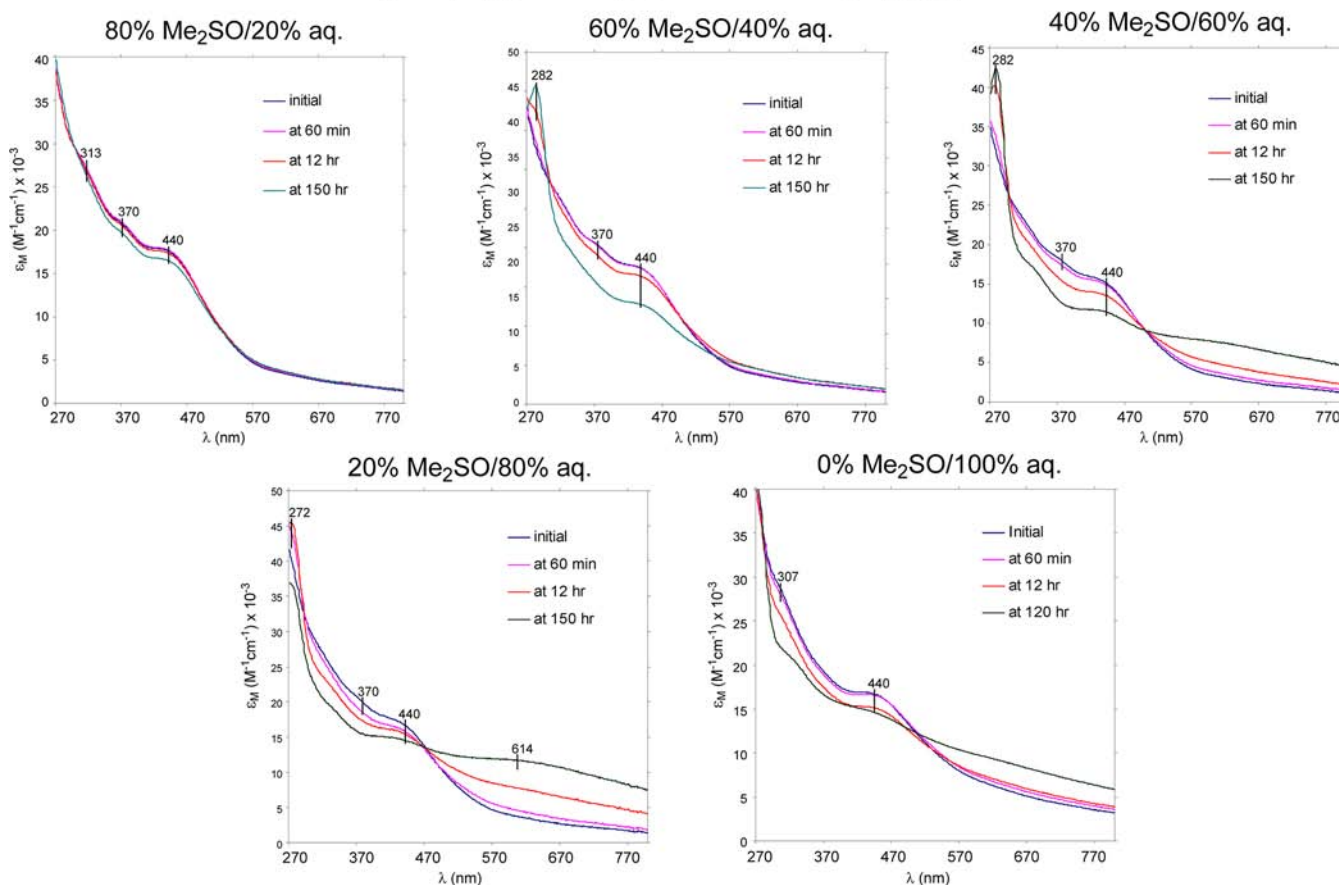 80% Me₂SO/20% aq.
40
35
30
25
20
15
10
5
0
εM (M⁻¹cm⁻¹) x 10⁻³
313
370
440
initial
at 60 min
at 12 hr
at 150 hr
270 370 470 570 670 770
λ (nm)
60% Me₂SO/40% aq.
50
45
40
35
30
25
20
15
10
5
0
εM (M⁻¹cm⁻¹) x 10⁻³
282
370
440
initial
at 60 min
at 12 hr
at 150 hr
270 370 470 570 670 770
λ (nm)
40% Me₂SO/60% aq.
45
40
35
30
25
20
15
10
5
0
εM (M⁻¹cm⁻¹) x 10⁻³
282
370
440
initial
at 60 min
at 12 hr
at 150 hr
270 370 470 570 670 770
λ (nm)
20% Me₂SO/80% aq.
50
45
40
35
30
25
20
15
10
5
0
εM (M⁻¹cm⁻¹) x 10⁻³
272
370
440
614
initial
at 60 min
at 12 hr
at 150 hr
270 370 470 570 670 770
λ (nm)
0% Me₂SO/100% aq.
40
35
30
25
20
15
10
5
0
εM (M⁻¹cm⁻¹) x 10⁻³
307
440
Initial
at 60 min
at 12 hr
at 120 hr
270 370 470 570 670 770
λ (nm)